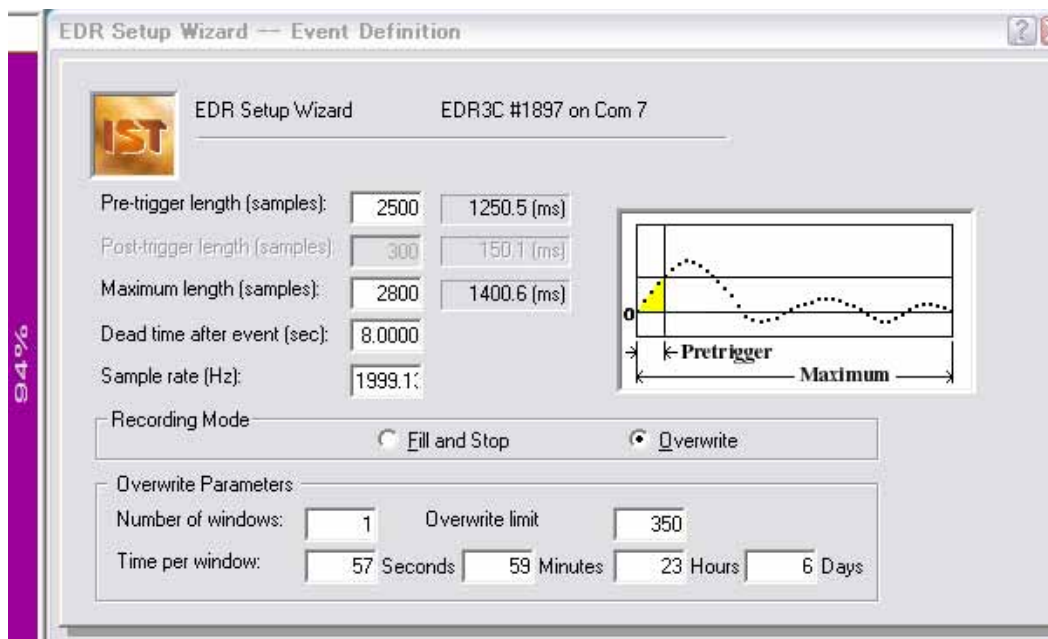 EDR Setup Wizard -- Event Definition
IST
EDR Setup Wizard EDR3C #1897 on Com 7
Pre-trigger length (samples): 2500 1250.5 (ms)
Post-trigger length (samples) 300 150.1 (ms)
Maximum length (samples): 2800 1400.6 (ms)
Dead time after event (sec): 8.0000
Sample rate (Hz):
0
Pretrigger
Maximum
94%
Recording Mode
Fill and Stop Overwrite
Overwrite Parameters
Number of windows: 1 Overwrite limit 350
Time per window: 57 Seconds 59 Minutes 23 Hours 6 Days